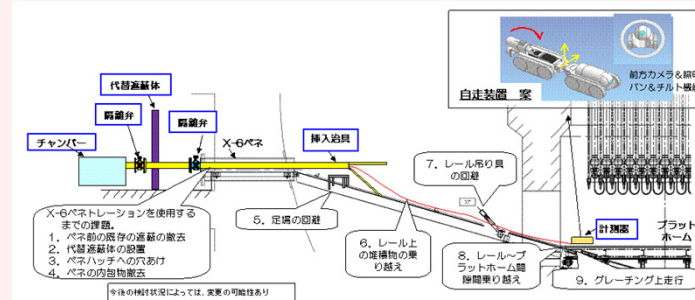 代替遮蔽体
隔離弁
隔離弁
チャンバー
X-6ペネ
挿入治具
自走装置 案
前方カメラ&照明
パン&チルト機能
7. レール吊り具
の回避
X-6ペネトレーションを使用する
までの課題。
1. ペネ前の既存の遮蔽の撤去
2. 代替遮蔽体の設置
3. ペネハッチへの穴あけ
4. ペネの内包物撤去
5. 足場の回避
6. レール上
の堆積物の乗
り越え
計測器
プラット
ホーム
8. レール~プ
ラットホーム間
隙間乗り越え
9. グレーチング上走行
今後の検討状況によっては、変更の可能性あり